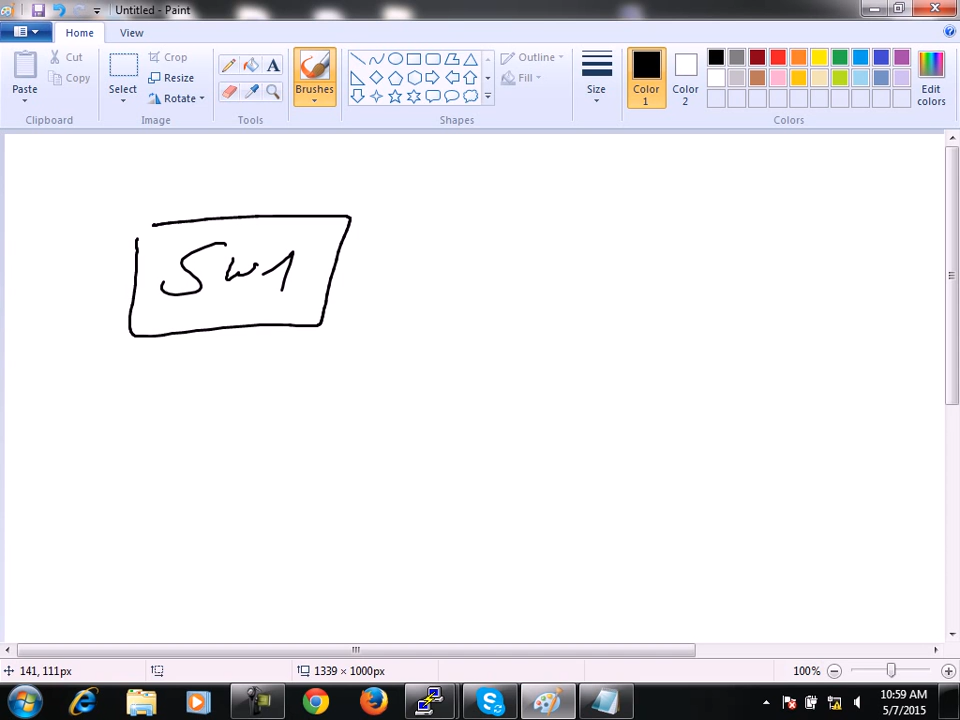 Untitled - Paint
Home
View
Paste
Cut
Copy
Clipboard
Select
Crop
Resize
Rotate
Image
Tools
Brushes
Shapes
Outline
Fill
Size
Color 1
Color 2
Edit colors
Colors
SW1
141, 111px
1339 × 1000px
100%
10:59 AM
5/7/2015